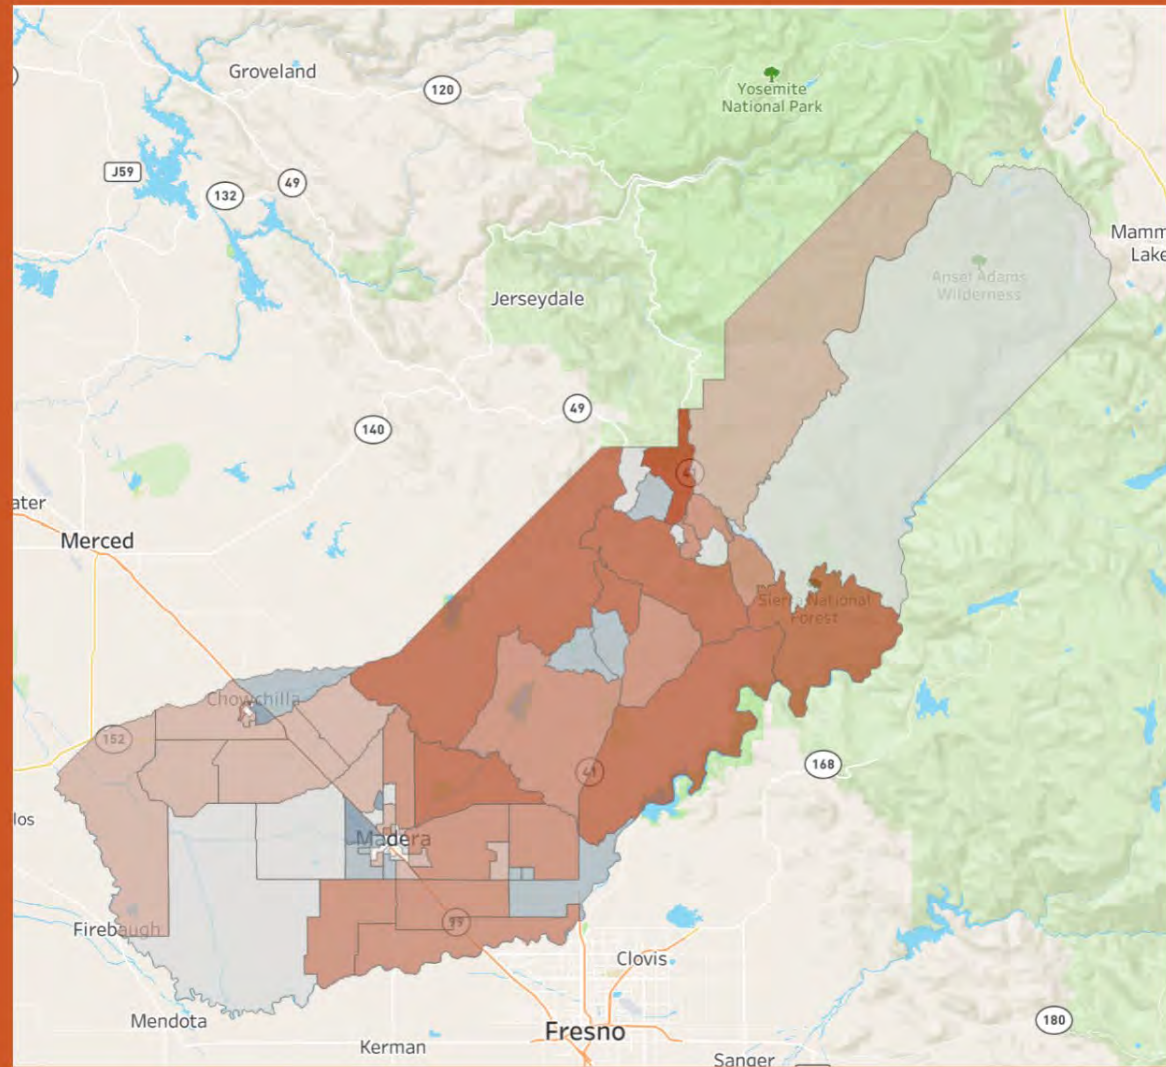 Groveland
120
Yosemite
National Park
J59
49
132
Mamm
Lake
Ansel Adams
Wilderness
Jerseydale
49
140
41
ater
Merced
Sierra National
Forest
Chowchilla
152
168
41
los
Madera
Firebaugh
99
Clovis
Mendota
180
Fresno
Kerman
Sanger